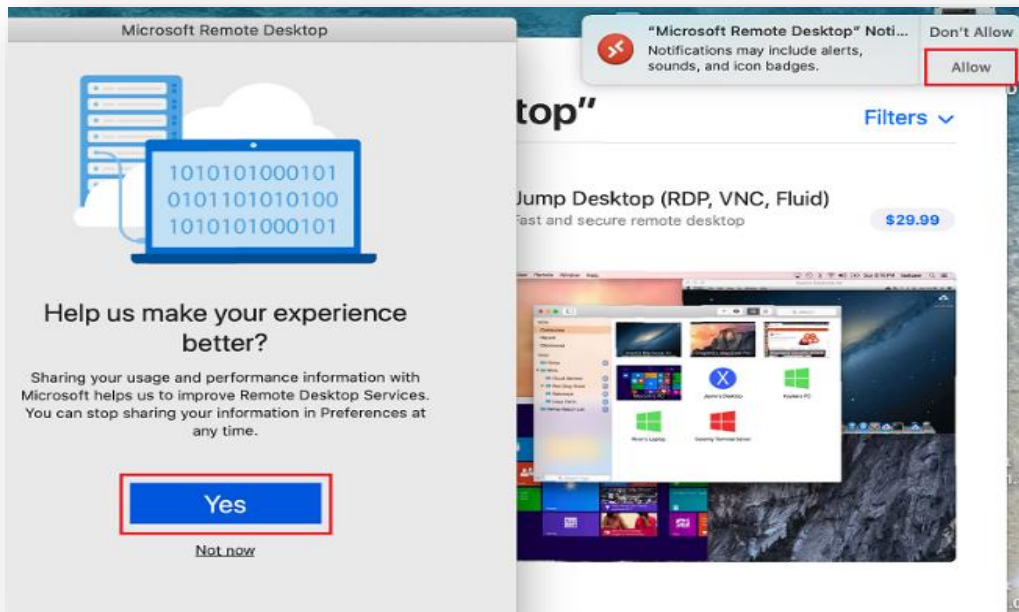 Microsoft Remote Desktop
1010101000101
0101101010100
1010101000101
Help us make your experience
better?
Sharing your usage and performance information with
Microsoft helps us to improve Remote Desktop Services.
You can stop sharing your information in Preferences at
any time.
Yes
Not now
"Microsoft Remote Desktop" Noti...
Notifications may include alerts,
sounds, and icon badges.
Don't Allow
Allow
top"
Filters
Jump Desktop (RDP, VNC, Fluid)
Fast and secure remote desktop
$29.99
Window Help